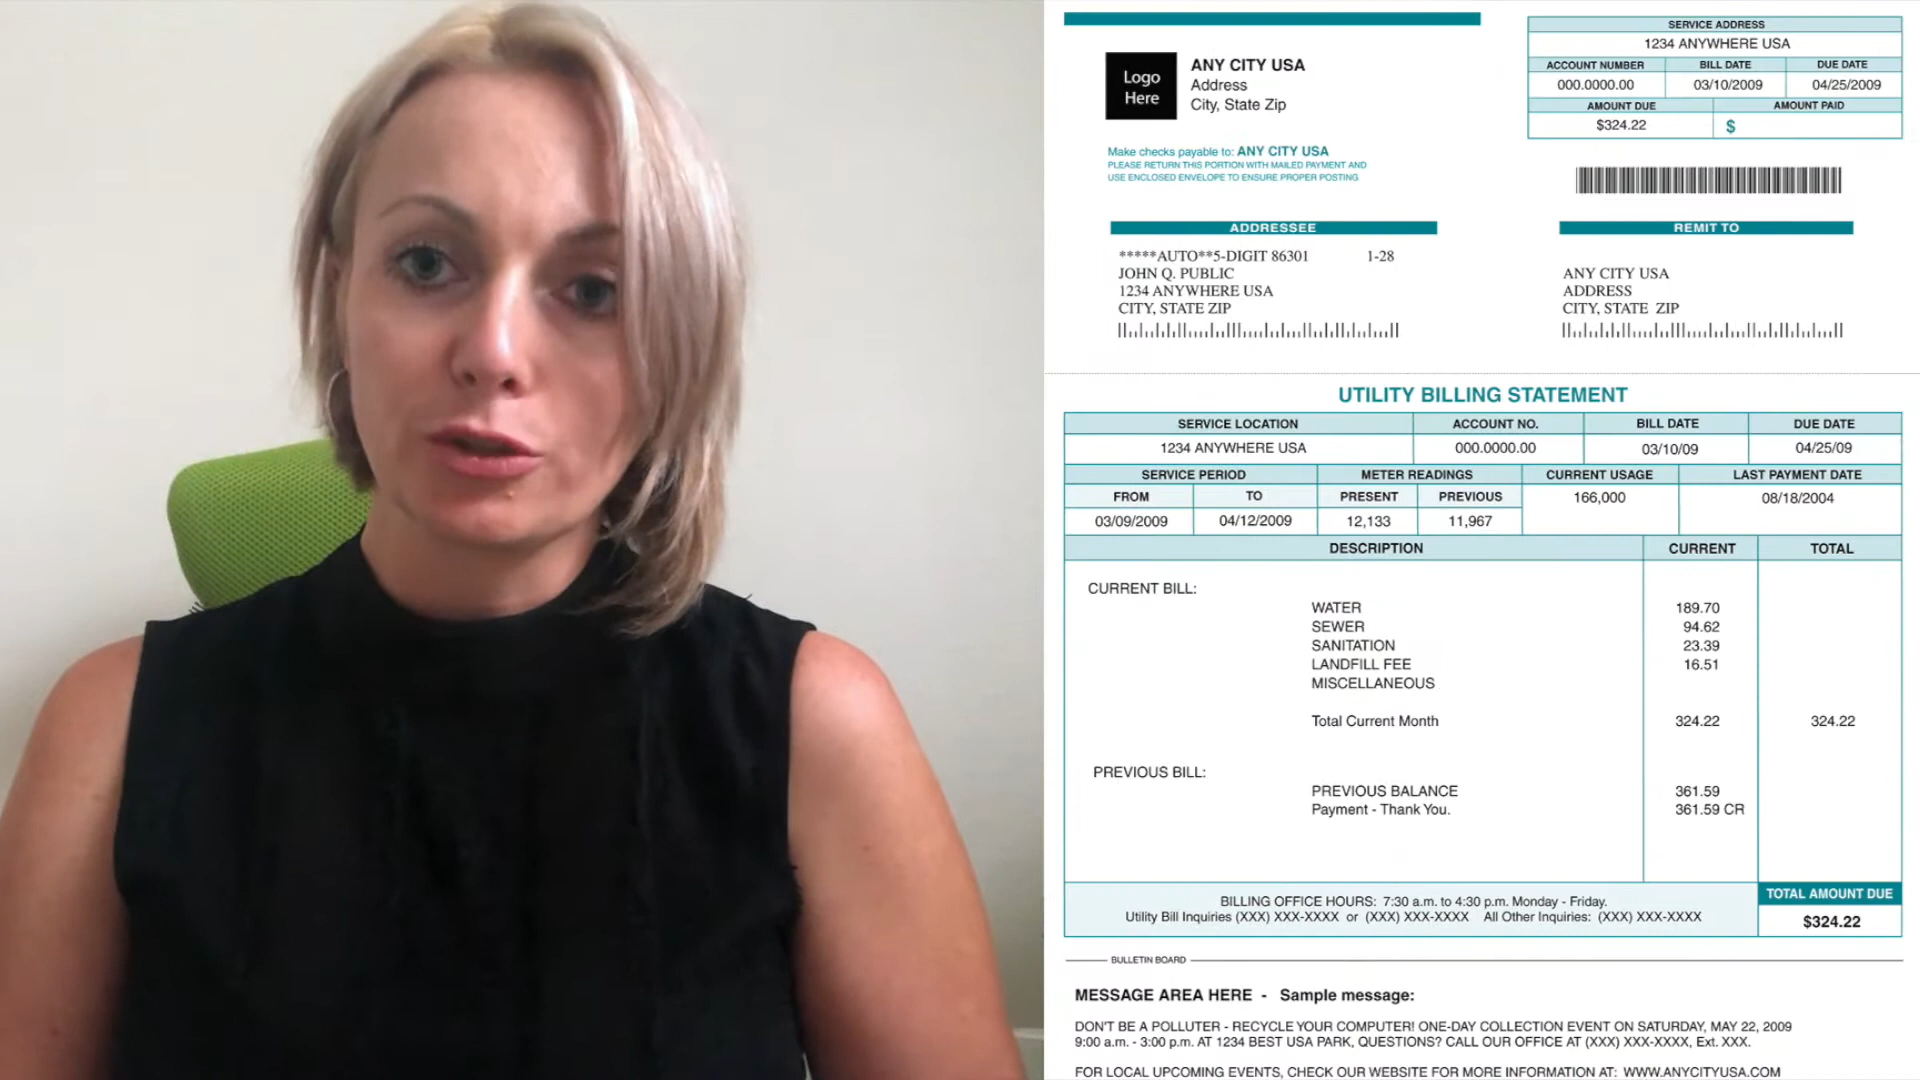 Logo
Here
ANY CITY USA
Address
City, State Zip
Make checks payable to: ANY CITY USA
PLEASE RETURN THIS PORTION WITH MAILED PAYMENT AND
USE ENCLOSED ENVELOPE TO ENSURE PROPER POSTING
SERVICE ADDRESS
1234 ANYWHERE USA
ACCOUNT NUMBER BILL DATE DUE DATE
000.0000.00 03/10/2009 04/25/2009
AMOUNT DUE AMOUNT PAID
$324.22 $
ADDRESSEE
*****AUTO**5-DIGIT 86301 1-28
JOHN Q. PUBLIC
1234 ANYWHERE USA
CITY, STATE ZIP
REMIT TO
ANY CITY USA
ADDRESS
CITY, STATE ZIP
UTILITY BILLING STATEMENT
SERVICE LOCATION ACCOUNT NO. BILL DATE DUE DATE
1234 ANYWHERE USA 000.0000.00 03/10/09 04/25/09
SERVICE PERIOD METER READINGS CURRENT USAGE LAST PAYMENT DATE
FROM TO PRESENT PREVIOUS 166,000 08/18/2004
03/09/2009 04/12/2009 12,133 11,967
DESCRIPTION CURRENT TOTAL
CURRENT BILL:
WATER 189.70
SEWER 94.62
SANITATION 23.39
LANDFILL FEE 16.51
MISCELLANEOUS
Total Current Month 324.22 324.22
PREVIOUS BILL:
PREVIOUS BALANCE 361.59
Payment - Thank You. 361.59 CR
BILLING OFFICE HOURS: 7:30 a.m. to 4:30 p.m. Monday - Friday.
Utility Bill Inquiries (XXX) XXX-XXXX or (XXX) XXX-XXXX All Other Inquiries: (XXX) XXX-XXXX
TOTAL AMOUNT DUE
$324.22
BULLETIN BOARD
MESSAGE AREA HERE - Sample message:
DON'T BE A POLLUTER - RECYCLE YOUR COMPUTER! ONE-DAY COLLECTION EVENT ON SATURDAY, MAY 22, 2009
9:00 a.m. - 3:00 p.m. AT 1234 BEST USA PARK, QUESTIONS? CALL OUR OFFICE AT (XXX) XXX-XXXX, Ext. XXX.
FOR LOCAL UPCOMING EVENTS, CHECK OUR WEBSITE FOR MORE INFORMATION AT: WWW.ANYCITYUSA.COM